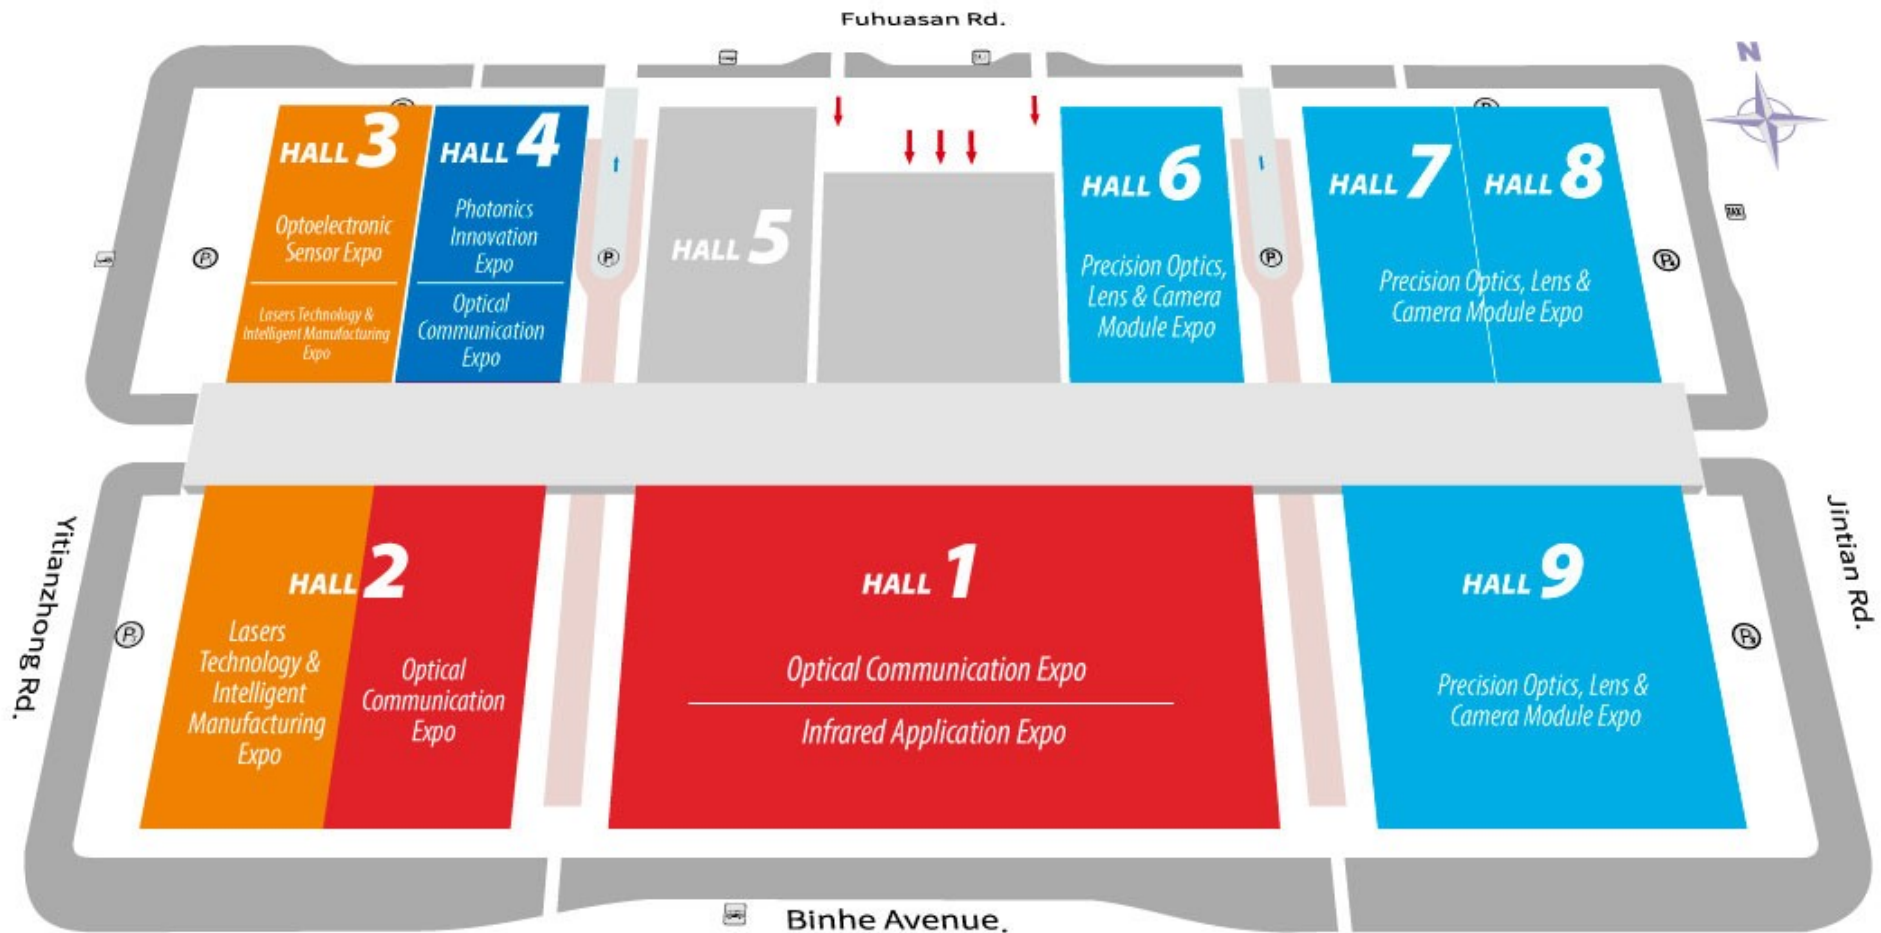 Fuhuasan Rd.
N
HALL 3
Optoelectronic
Sensor Expo
Lasers Technology &
Intelligent Manufacturing
Expo
HALL 4
Photonics
Innovation
Expo
Optical
Communication
Expo
HALL 5
HALL 6
Precision Optics,
Lens & Camera
Module Expo
HALL 7
HALL 8
Precision Optics, Lens &
Camera Module Expo
TAXI
P
P
Yitianzhong Rd.
HALL 2
Lasers
Technology &
Intelligent
Manufacturing
Expo
Optical
Communication
Expo
HALL 1
Optical Communication Expo
Infrared Application Expo
HALL 9
Precision Optics, Lens &
Camera Module Expo
Jintian Rd.
Binhe Avenue.